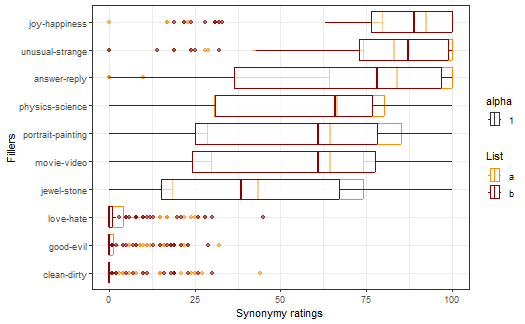 joy-happiness
unusual-strange
answer-reply
physics-science
portrait-painting
movie-video
jewel-stone
love-hate
good-evil
clean-dirty
Fillers
0
25
50
75
100
Synonymy ratings
alpha
1
List
a
b